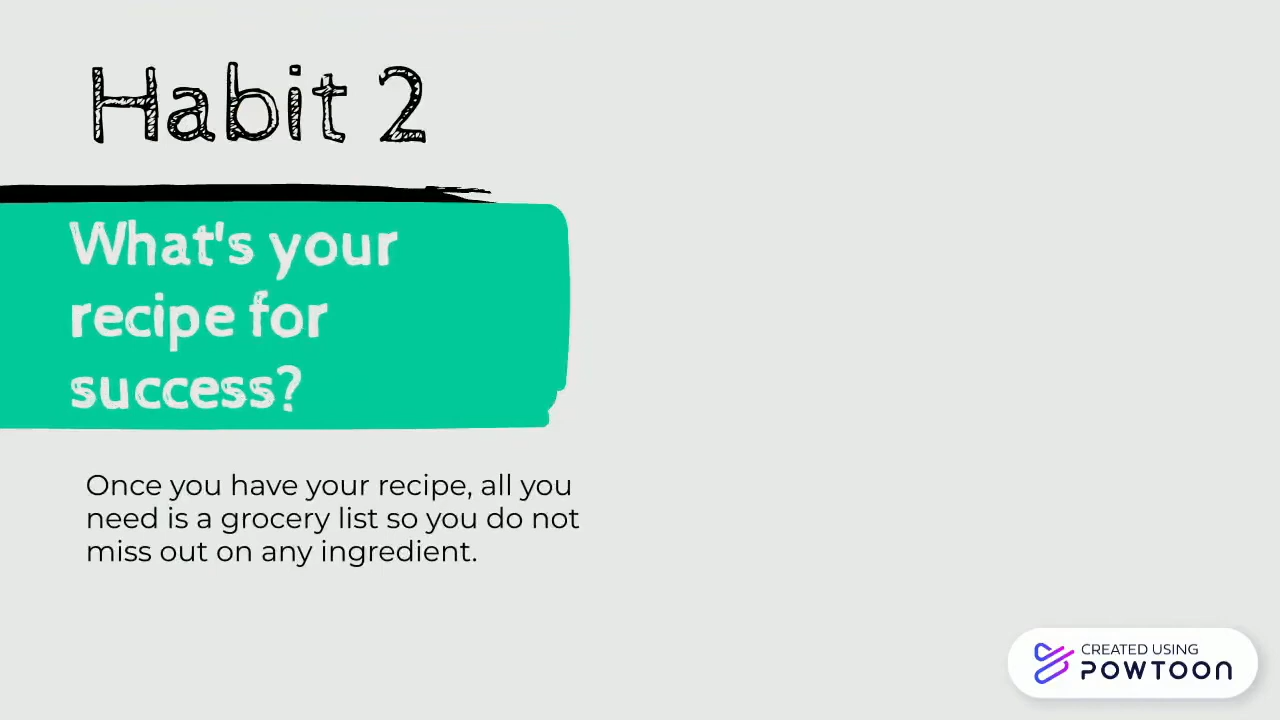 Habit 2
What's your
recipe for
success?
Once you have your recipe, all you
need is a grocery list so you do not
miss out on any ingredient.
CREATED USING
POWTOON